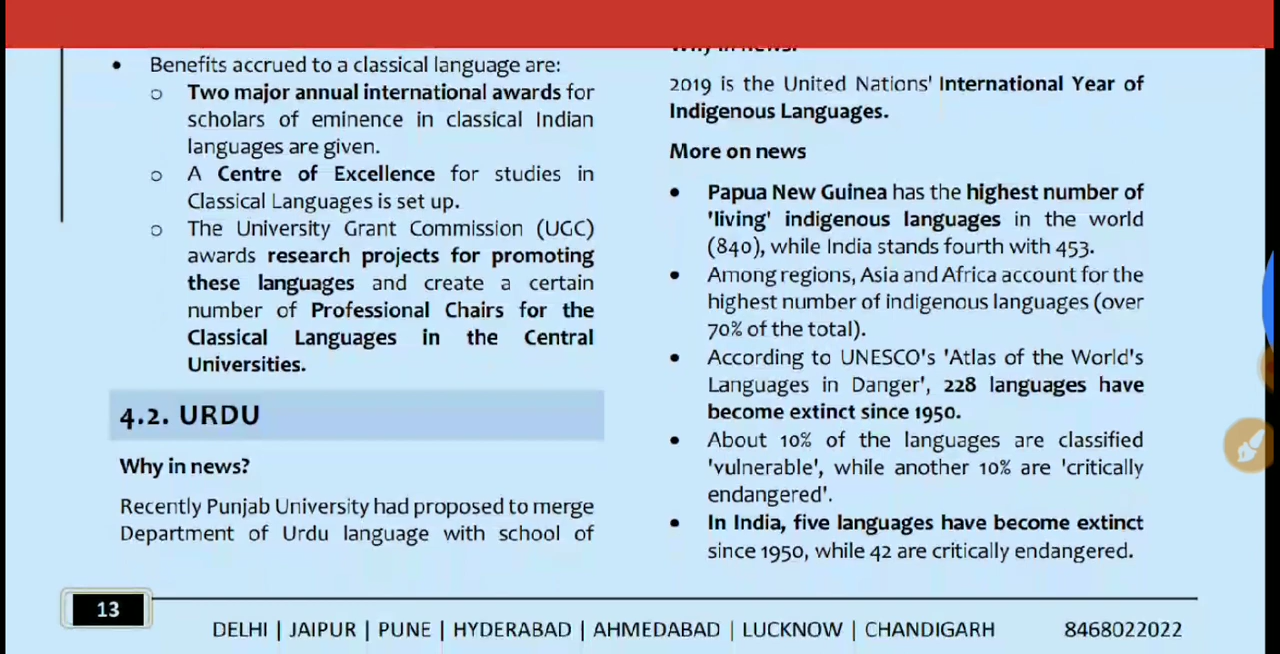 • Benefits accrued to a classical language are:
o Two major annual international awards for
scholars of eminence in classical Indian
languages are given.
o A Centre of Excellence for studies in
Classical Languages is set up.
o The University Grant Commission (UGC)
awards research projects for promoting
these languages and create a certain
number of Professional Chairs for the
Classical Languages in the Central
Universities.
4.2. URDU
Why in news?
Recently Punjab University had proposed to merge
Department of Urdu language with school of
Why in news?
2019 is the United Nations' International Year of
Indigenous Languages.
More on news
• Papua New Guinea has the highest number of
'living' indigenous languages in the world
(840), while India stands fourth with 453.
• Among regions, Asia and Africa account for the
highest number of indigenous languages (over
70% of the total).
• According to UNESCO's 'Atlas of the World's
Languages in Danger', 228 languages have
become extinct since 1950.
• About 10% of the languages are classified
'vulnerable', while another 10% are 'critically
endangered'.
• In India, five languages have become extinct
since 1950, while 42 are critically endangered.
13
DELHI | JAIPUR | PUNE | HYDERABAD | AHMEDABAD | LUCKNOW | CHANDIGARH 8468022022